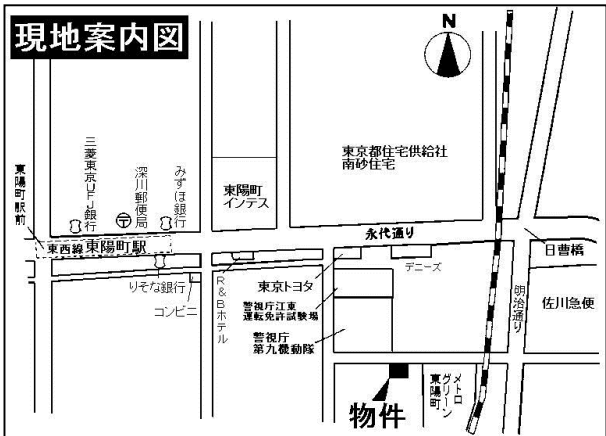 現地案内図
N
三菱東京UFJ銀行
深川郵便局
みずほ銀行
東陽町
インテス
東京都住宅供給社
南砂住宅
東陽町駅前
東西線東陽町駅
永代通り
日曹橋
りそな銀行
コンビニ
R&Bホテル
東京トヨタ
デニーズ
警視庁江東
運転免許試験場
明治通り
佐川急便
警視庁
第九機動隊
物件
メトロ
グリーン
東陽町